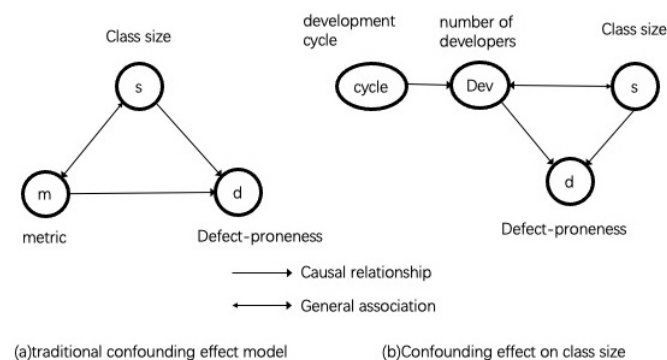 Class size
s
m
d
metric
Defect-proneness
development
cycle
number of
developers
Class size
cycle
Dev
s
d
Defect-proneness
Causal relationship
General association
(a)traditional confounding effect model
(b)Confounding effect on class size